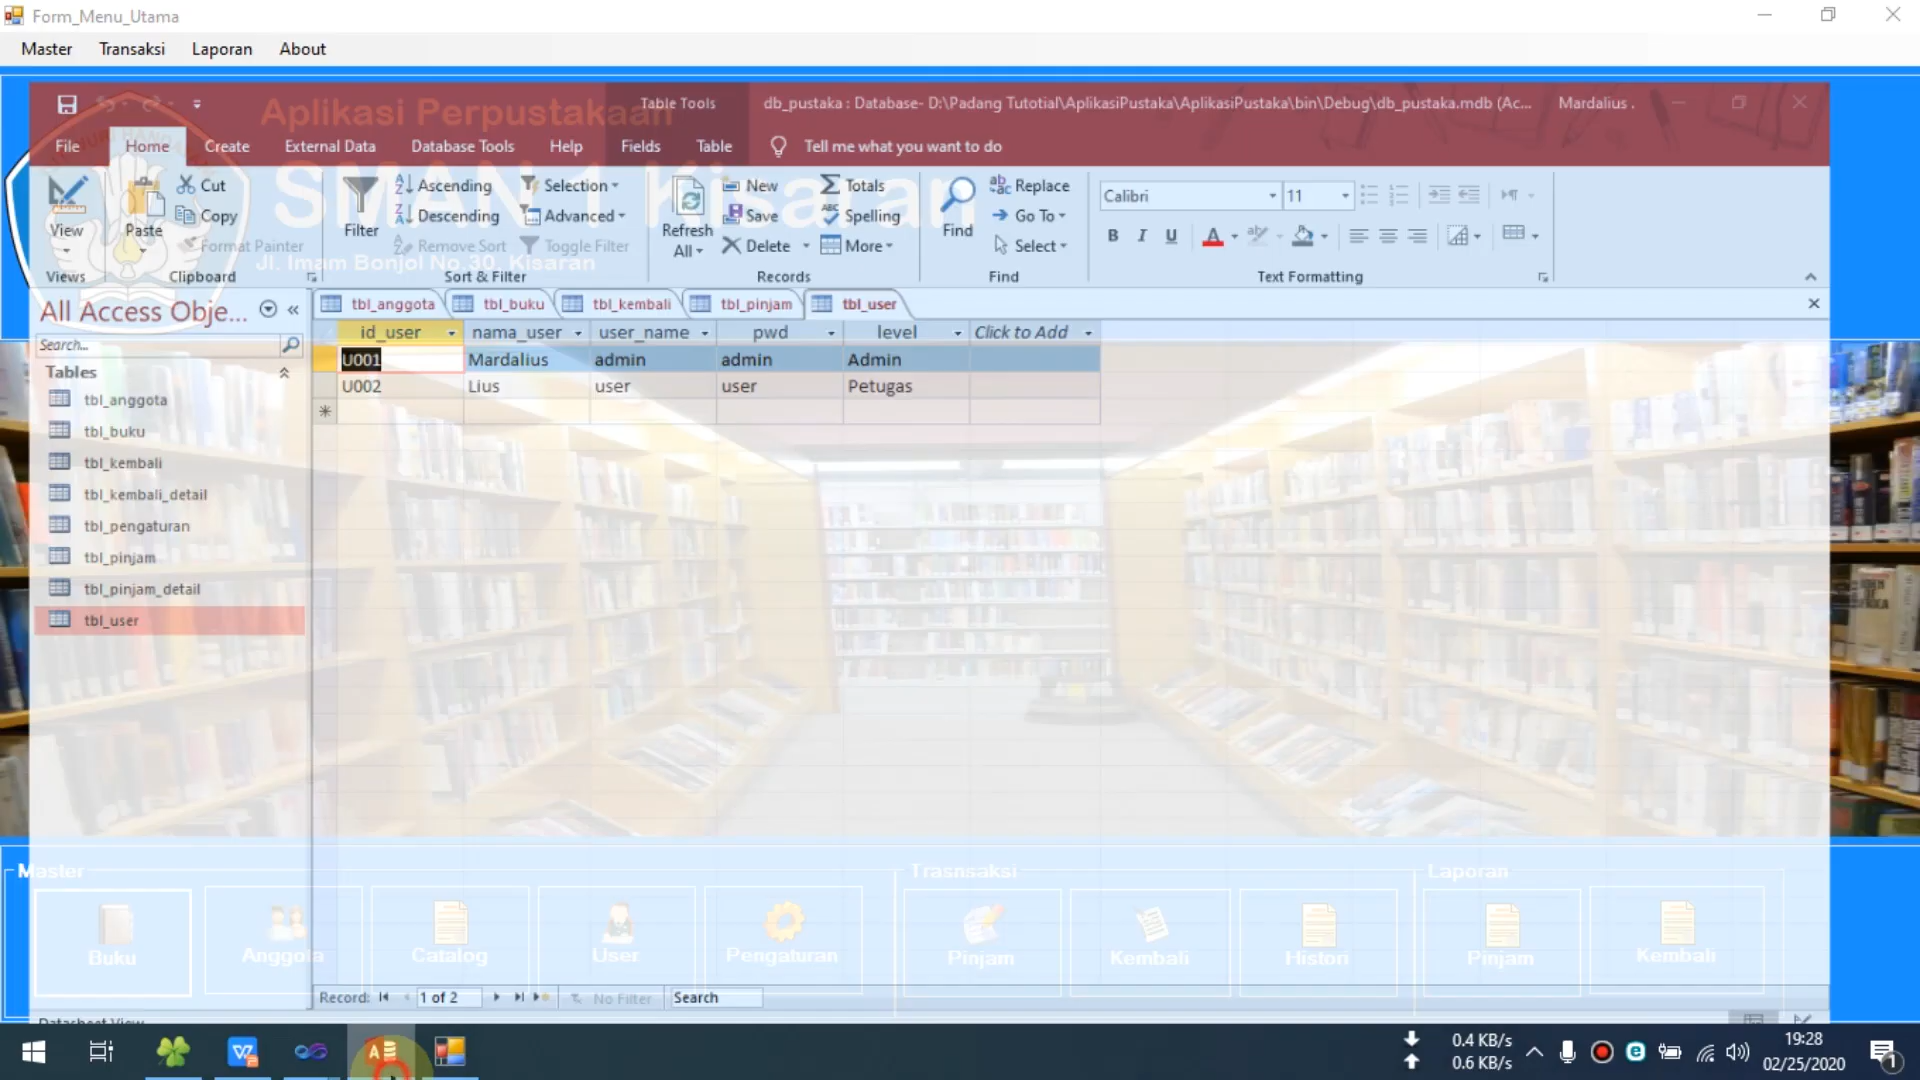 Form_Menu_Utama
Master Transaksi Laporan About
Aplikasi Perpustakaan
SMAN 1 Kisaran
Jl. Imam Bonjol No.30, Kisaran
Table Tools db_pustaka : Database- D:\Padang Tutotial\AplikasiPustaka\AplikasiPustaka\bin\Debug\db_pustaka.mdb (Ac... Mardalius .
File Home Create External Data Database Tools Help Fields Table Tell me what you want to do
View
Views
Paste
Cut
Copy
Format Painter
Clipboard
Filter
Ascending
Descending
Remove Sort
Selection
Advanced
Toggle Filter
Sort & Filter
Refresh
All
New
Save
Delete
Totals
Spelling
More
Records
Find
Replace
Go To
Select
Find
Calibri 11
B I U A
Text Formatting
All Access Obje...
Search...
Tables
tbl_anggota
tbl_buku
tbl_kembali
tbl_kembali_detail
tbl_pengaturan
tbl_pinjam
tbl_pinjam_detail
tbl_user
tbl_anggota tbl_buku tbl_kembali tbl_pinjam tbl_user
id_user nama_user user_name pwd level Click to Add
U001 Mardalius admin admin Admin
U002 Lius user user Petugas
Master Trasnsaksi Laporan
Buku Anggota Catalog User Pengaturan Pinjam Kembali Histori Pinjam Kembali
Record: 1 of 2 No Filter Search
Datasheet View
0.4 KB/s
0.6 KB/s
19:28
02/25/2020
1